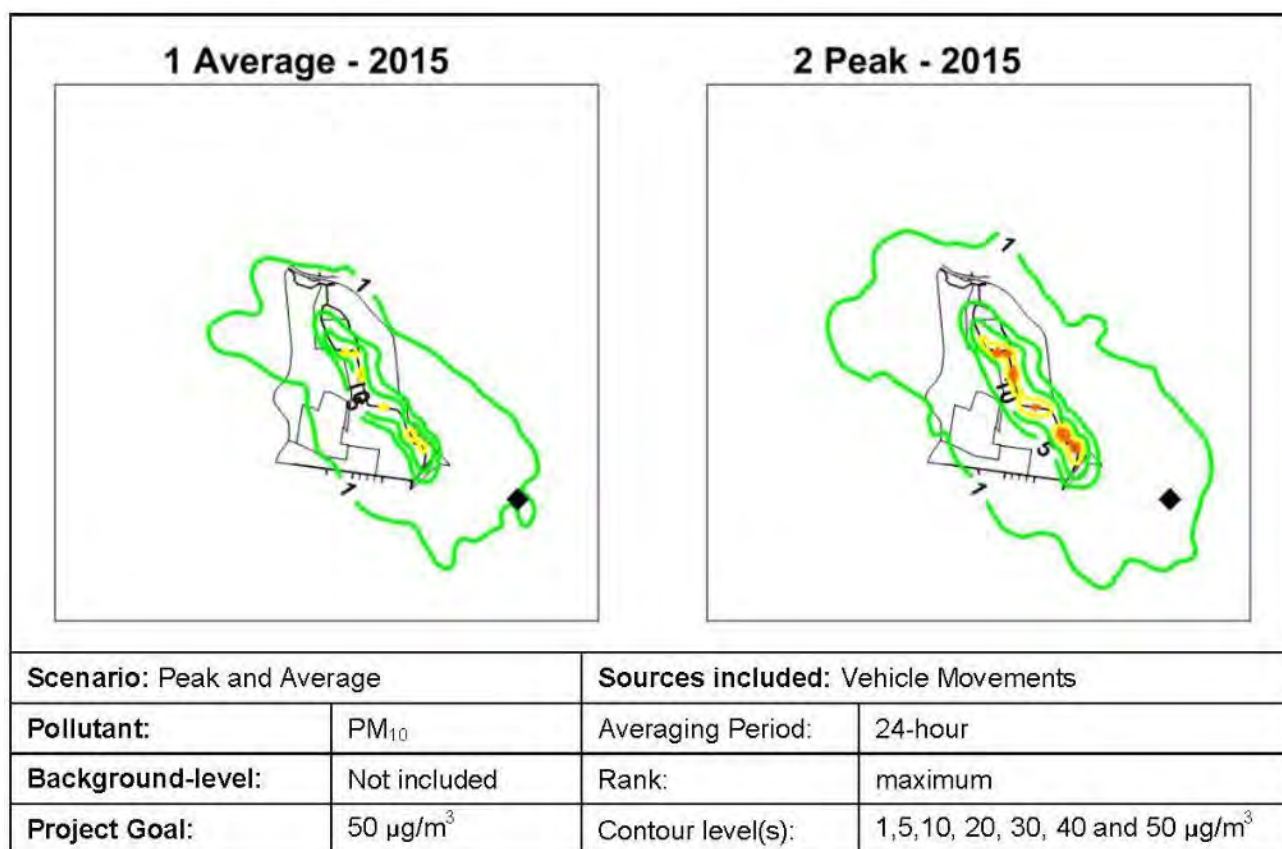 1 Average - 2015
2 Peak - 2015
1
5
1
1
10
5
1
Scenario: Peak and Average
Sources included: Vehicle Movements
Pollutant:
PM₁₀
Averaging Period:
24-hour
Background-level:
Not included
Rank:
maximum
Project Goal:
50 µg/m³
Contour level(s):
1,5,10, 20, 30, 40 and 50 µg/m³